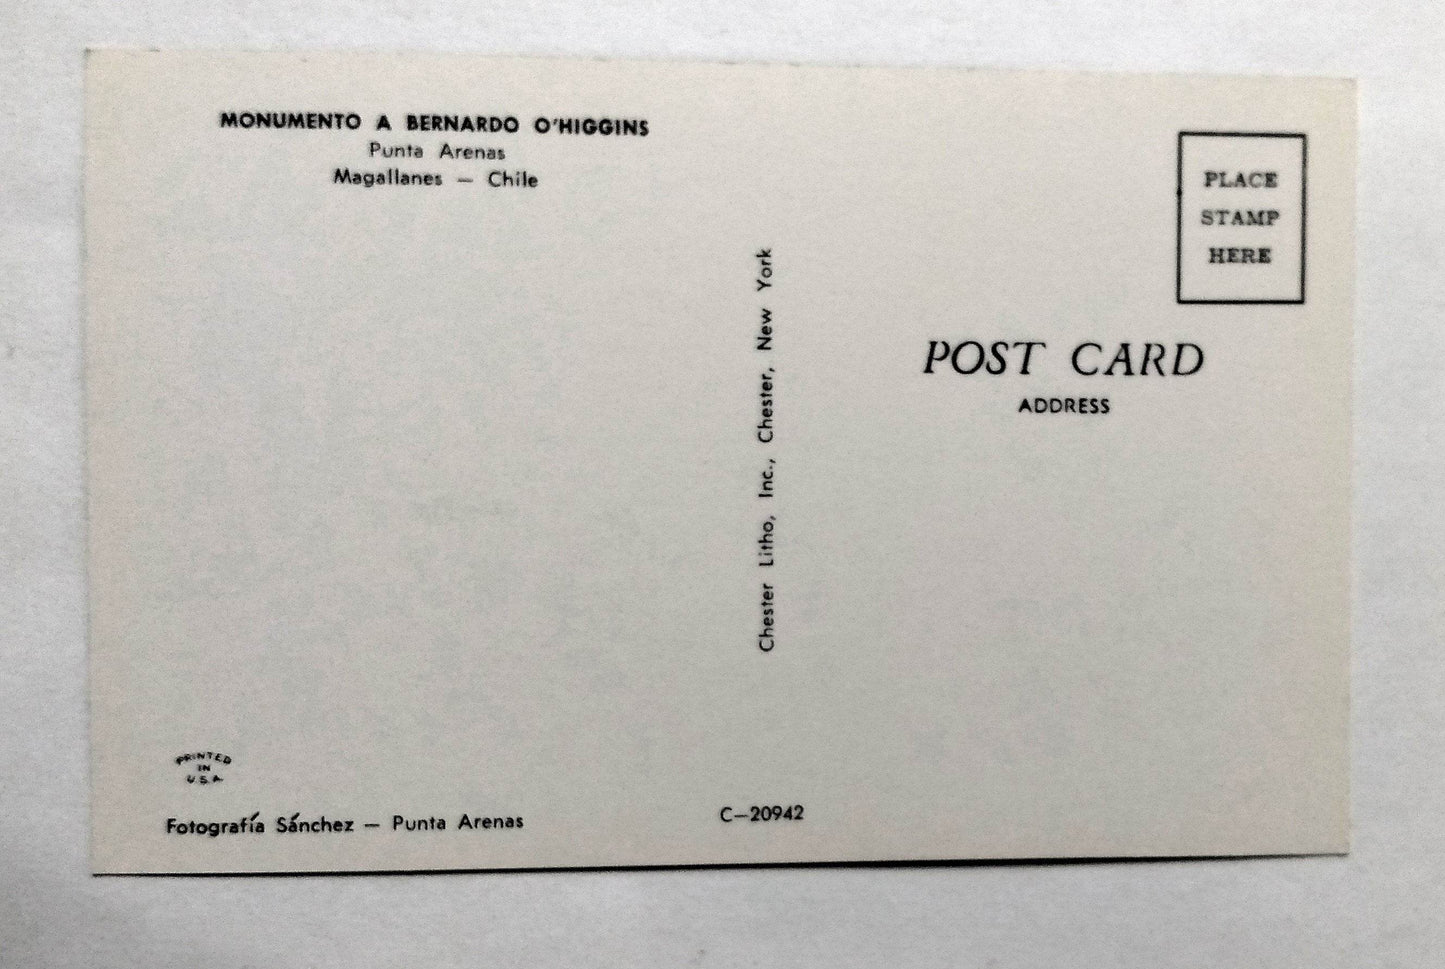 MONUMENTO A BERNARDO O'HIGGINS
Punta Arenas
Magallanes — Chile
PRINTED
IN
U.S.A.
Fotografía Sánchez — Punta Arenas
Chester Litho, Inc., Chester, New York
C—20942
PLACE
STAMP
HERE
POST CARD
ADDRESS